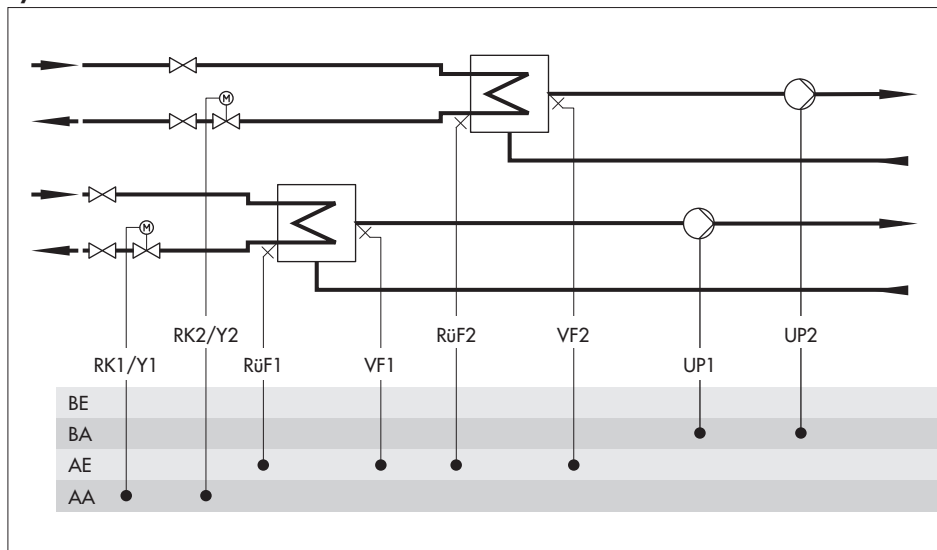 M
M
RK2/Y2 RüF2 VF2 UP2
RK1/Y1 RüF1 VF1 UP1
BE
BA
AE
AA